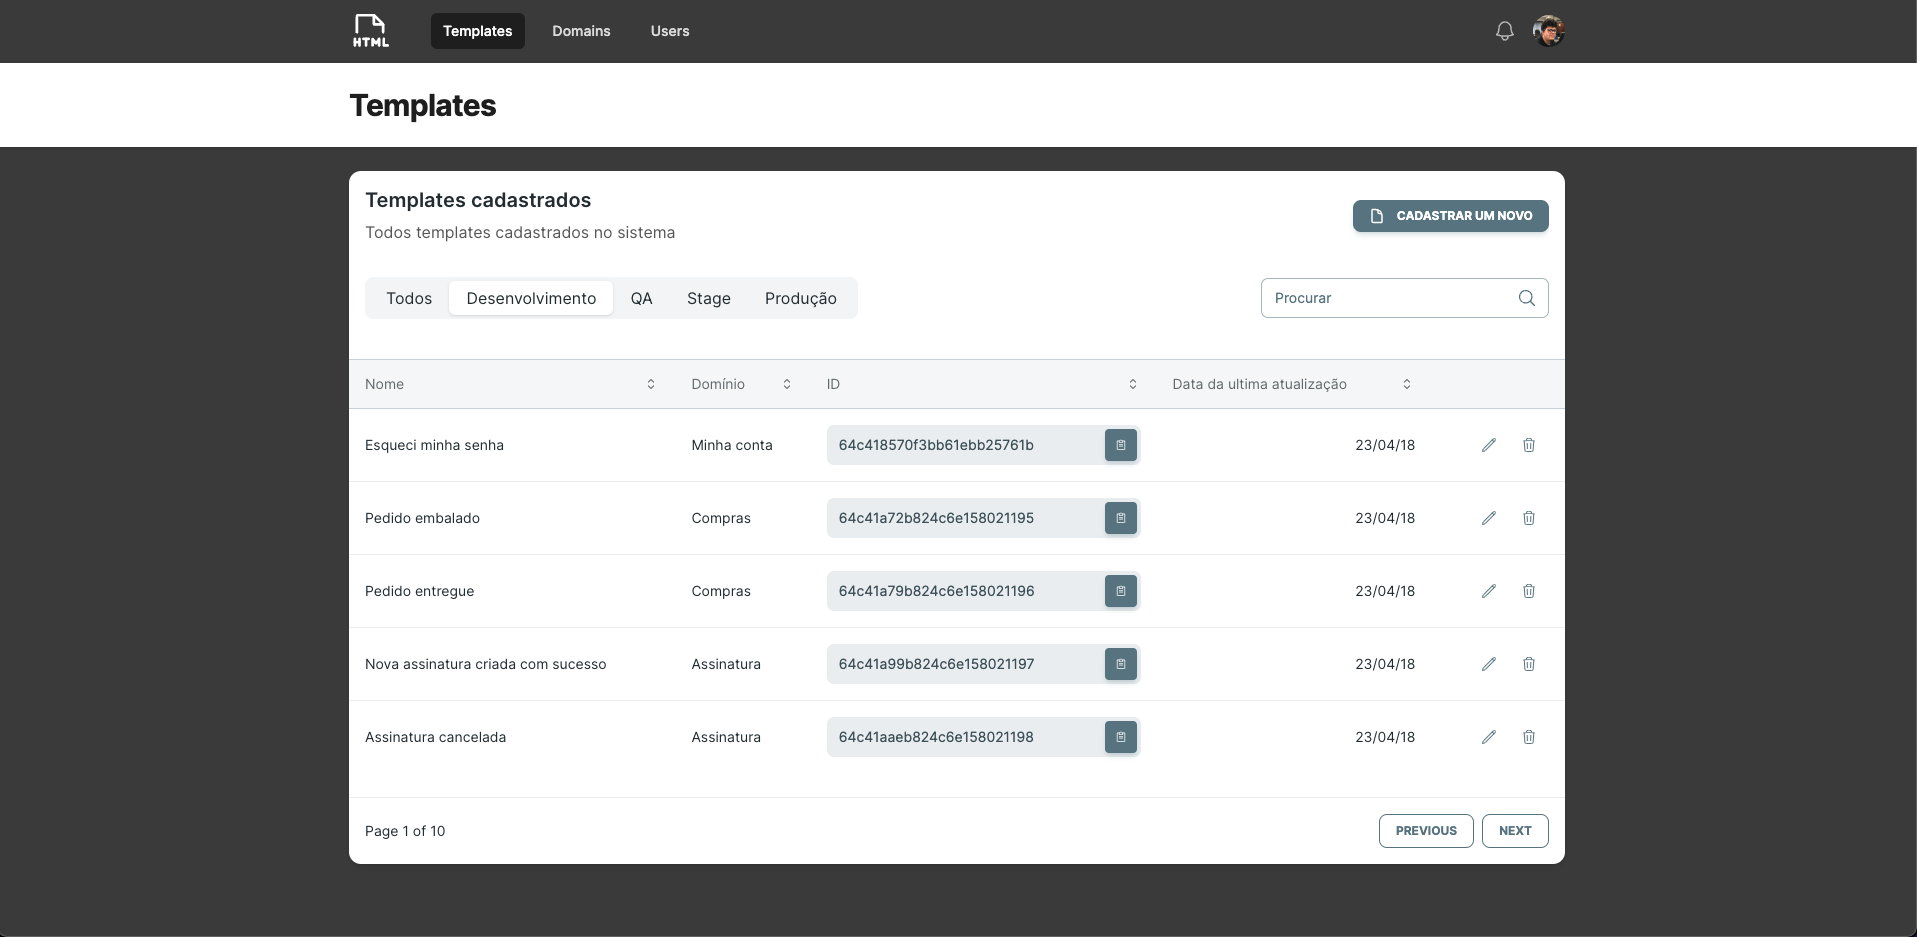 HTML
Templates Domains Users
Templates
Templates cadastrados
Todos templates cadastrados no sistema
CADASTRAR UM NOVO
Todos Desenvolvimento QA Stage Produção
Procurar
Nome Domínio ID Data da ultima atualização
Esqueci minha senha Minha conta 64c418570f3bb61ebb25761b 23/04/18
Pedido embalado Compras 64c41a72b824c6e158021195 23/04/18
Pedido entregue Compras 64c41a79b824c6e158021196 23/04/18
Nova assinatura criada com sucesso Assinatura 64c41a99b824c6e158021197 23/04/18
Assinatura cancelada Assinatura 64c41aaeb824c6e158021198 23/04/18
Page 1 of 10 PREVIOUS NEXT